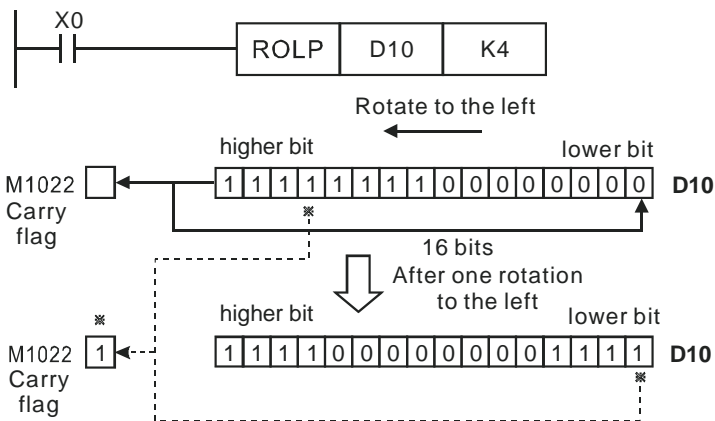 X0
ROLP D10 K4
Rotate to the left
higher bit lower bit
M1022 1 1 1 1 1 1 1 1 0 0 0 0 0 0 0 0 D10
Carry
flag
※
16 bits
After one rotation
to the left
※ higher bit lower bit
M1022 1 1 1 1 1 0 0 0 0 0 0 0 0 1 1 1 1 D10
Carry ※
flag